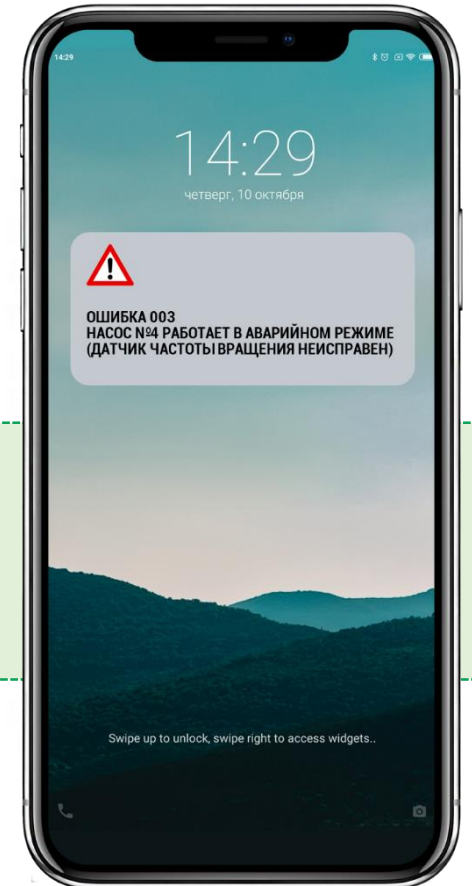 14:29
14:29
четверг, 10 октября
ОШИБКА 003
НАСОС №4 РАБОТАЕТ В АВАРИЙНОМ РЕЖИМЕ
(ДАТЧИК ЧАСТОТЫ ВРАЩЕНИЯ НЕИСПРАВЕН)
Swipe up to unlock, swipe right to access widgets..